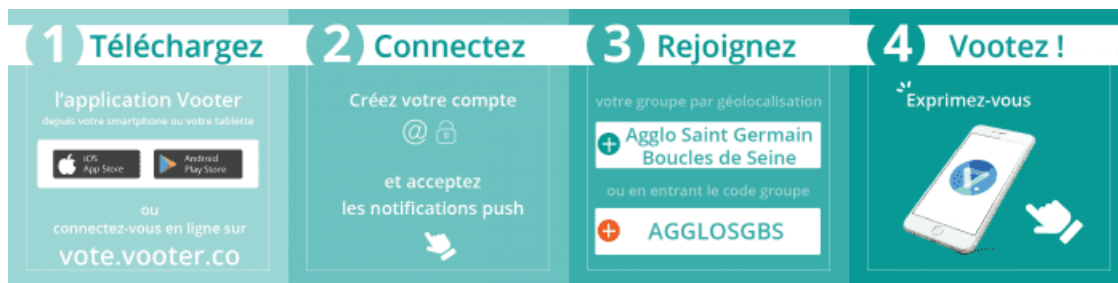 1 Téléchargez
l'application Vooter
depuis votre smartphone ou votre tablette
iOS
App Store
Android
Play Store
ou
connectez-vous en ligne sur
vote.vooter.co
2 Connectez
Créez votre compte
@
et acceptez
les notifications push
3 Rejoignez
votre groupe par géolocalisation
Agglo Saint Germain
Boucles de Seine
ou en entrant le code groupe
AGGLOSGBS
4 Vootez !
Exprimez-vous